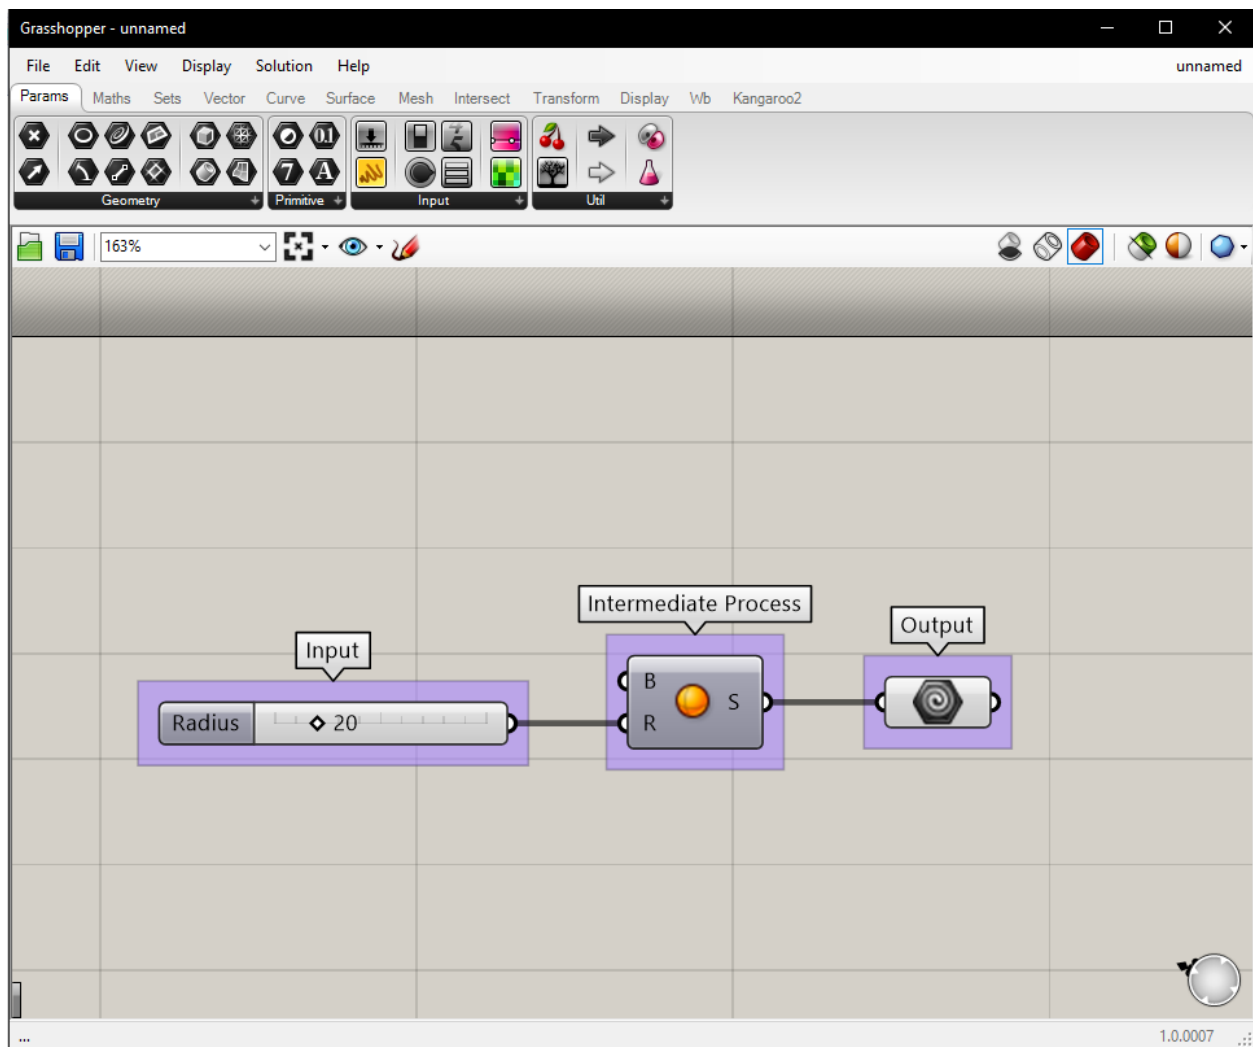 Grasshopper - unnamed
File Edit View Display Solution Help unnamed
Params Maths Sets Vector Curve Surface Mesh Intersect Transform Display Wb Kangaroo2
0.1
7 A
Geometry Primitive Input Util
163%
Intermediate Process
Output
Input
B
S
Radius 20
R
...
1.0.0007